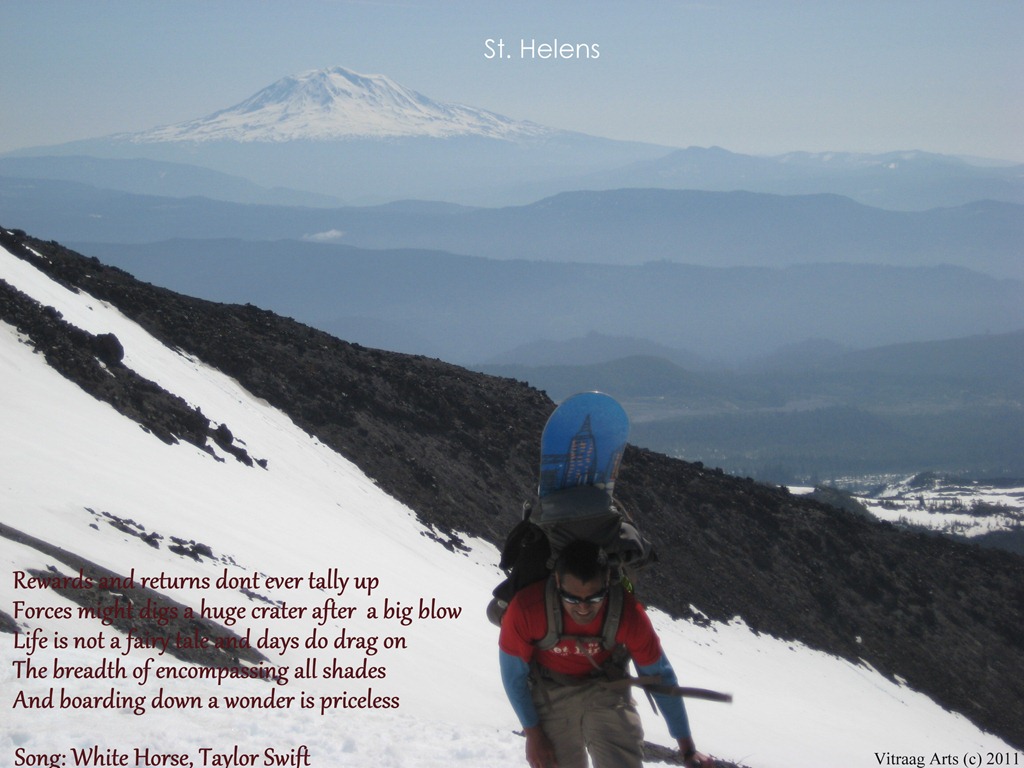 St. Helens
Rewards and returns dont ever tally up
Forces might digs a huge crater after  a big blow
Life is not a fairy tale and days do drag on
The breadth of encompassing all shades
And boarding down a wonder is priceless
Song: White Horse, Taylor Swift
Vitraag Arts (c) 2011